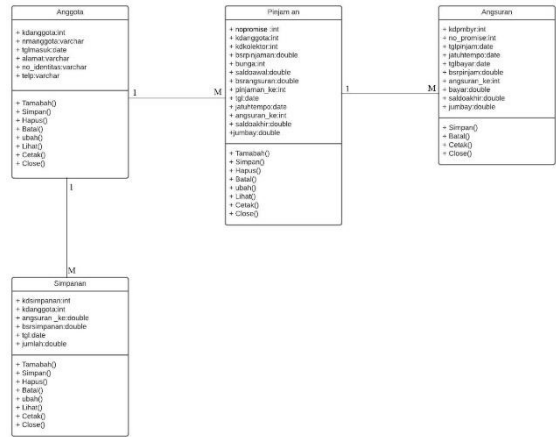 Anggota
+ kdanggota:int
+ nmanggota:varchar
+ tglmasuk:date
+ alamat:varchar
+ no_identitas:varchar
+ telp:varchar
+ Tamabah()
+ Simpan()
+ Hapus()
+ Batal()
+ ubah()
+ Lihat()
+ Cetak()
+ Close()
1
M
Pinjam an
+ nopromise :int
+ kdanggota:int
+ kdkolektor:int
+ bsrpinjaman:double
+ bunga:int
+ saldoawal:double
+ bsrangsuran:double
+ pinjaman_ke:int
+ tgl:date
+ jatuhtempo:date
+ angsuran_ke:int
+ saldoakhir:double
+jumbay:double
+ Tamabah()
+ Simpan()
+ Hapus()
+ Batal()
+ ubah()
+ Lihat()
+ Cetak()
+ Close()
1
M
Angsuran
+ kdpmbyr:int
+ no_promise:int
+ tglpinjam:date
+ jatuhtempo:date
+ tglbayar:date
+ bsrpinjam:double
+ angsuran_ke:int
+ bayar:double
+ saldoakhir:double
+ jumbay:double
+ Simpan()
+ Batal()
+ Cetak()
+ Close()
1
M
Simpanan
+ kdsimpanan:int
+ kdanggota:int
+ angsuran _ke:double
+ bsrsimpanan:double
+ tgl:date
+ jumlah:double
+ Tamabah()
+ Simpan()
+ Hapus()
+ Batal()
+ ubah()
+ Lihat()
+ Cetak()
+ Close()